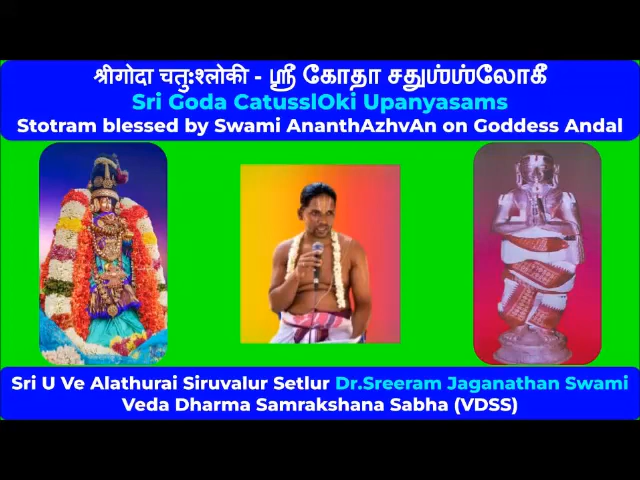 श्रीगोदा चतुःश्लोकी - ஸ்ரீ கோதா சதுஶ்ஶ்லோகீ
Sri Goda CatusslOki Upanyasams
Stotram blessed by Swami AnanthAzhvAn on Goddess Andal
Sri U Ve Alathurai Siruvalur Setlur Dr.Sreeram Jaganathan Swami
Veda Dharma Samrakshana Sabha (VDSS)